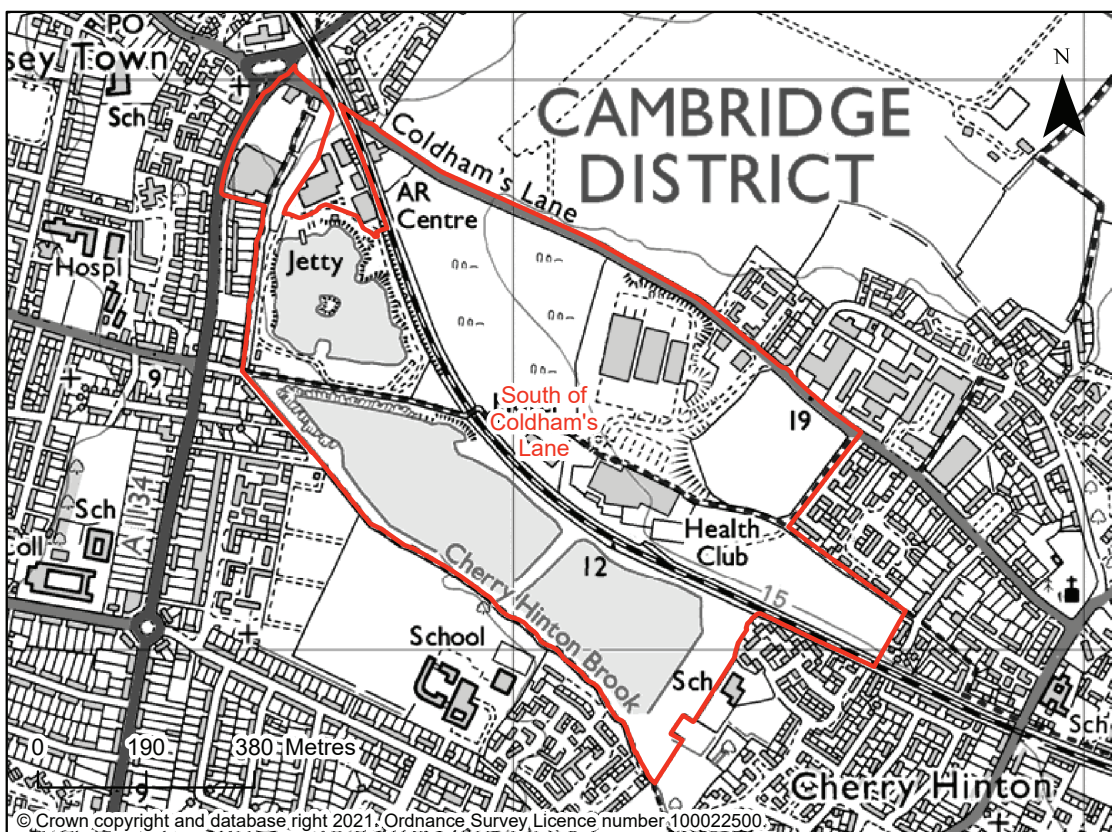 PO
sey Town
Sch
N
CAMBRIDGE
DISTRICT
Coldham's Lane
AR
Centre
Jetty
Hospl
9
South of
Coldham's
Lane
19
Sch
A1134
oll
Health
Club
12
15
Cherry Hinton Brook
School
Sch
Sch
0 190 380 Metres
9
Cherry Hinton
© Crown copyright and database right 2021. Ordnance Survey Licence number 100022500.